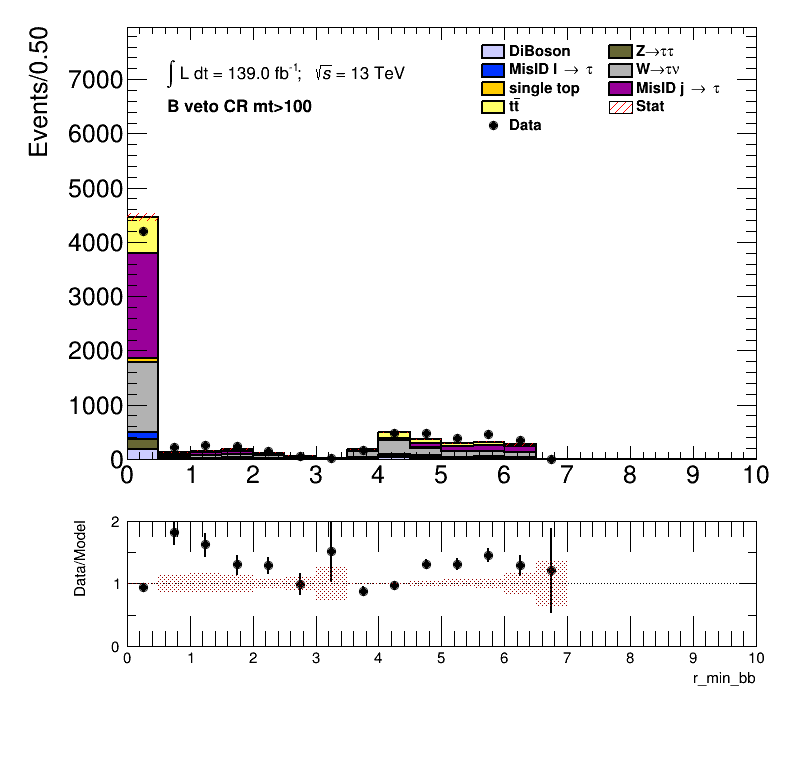 Events/0.50
∫ L dt = 139.0 fb⁻¹; √s = 13 TeV
B veto CR mt>100
DiBoson
MisID l → τ
single top
tt̄
Data
Z→ττ
W→τν
MisID j → τ
Stat
7000
6000
5000
4000
3000
2000
1000
0
0 1 2 3 4 5 6 7 8 9 10
Data/Model
2
1
0
0 1 2 3 4 5 6 7 8 9 10
r_min_bb